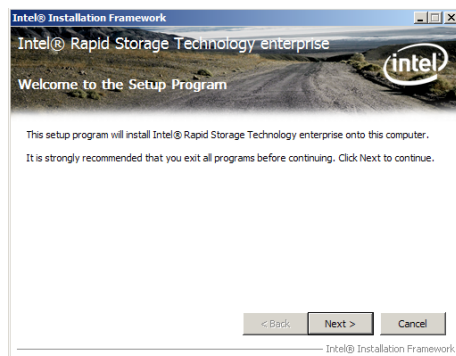 Intel® Installation Framework
Intel® Rapid Storage Technology enterprise
intel
Welcome to the Setup Program
This setup program will install Intel® Rapid Storage Technology enterprise onto this computer.
It is strongly recommended that you exit all programs before continuing. Click Next to continue.
< Back Next > Cancel
Intel® Installation Framework